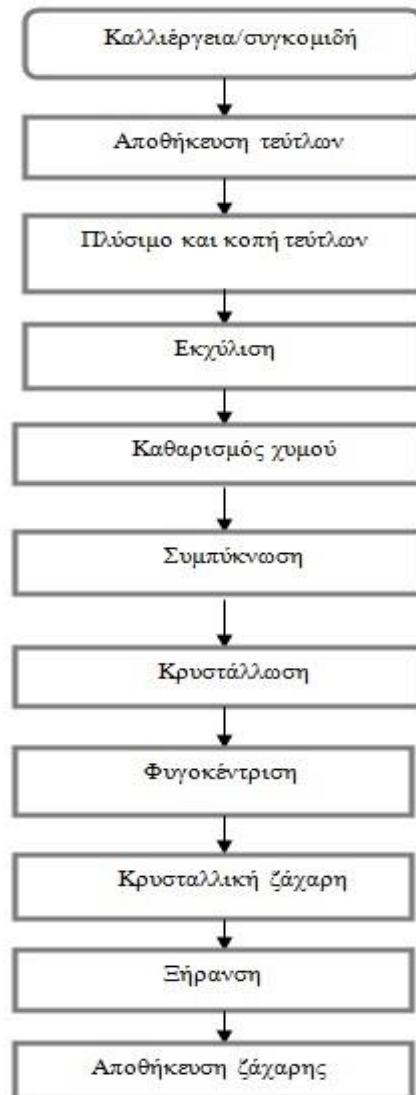 Καλλιέργεια/συγκομιδή
Αποθήκευση τεύτλων
Πλύσιμο και κοπή τεύτλων
Εκχύλιση
Καθαρισμός χυμού
Συμπύκνωση
Κρυστάλλωση
Φυγοκέντριση
Κρυσταλλική ζάχαρη
Ξήρανση
Αποθήκευση ζάχαρης